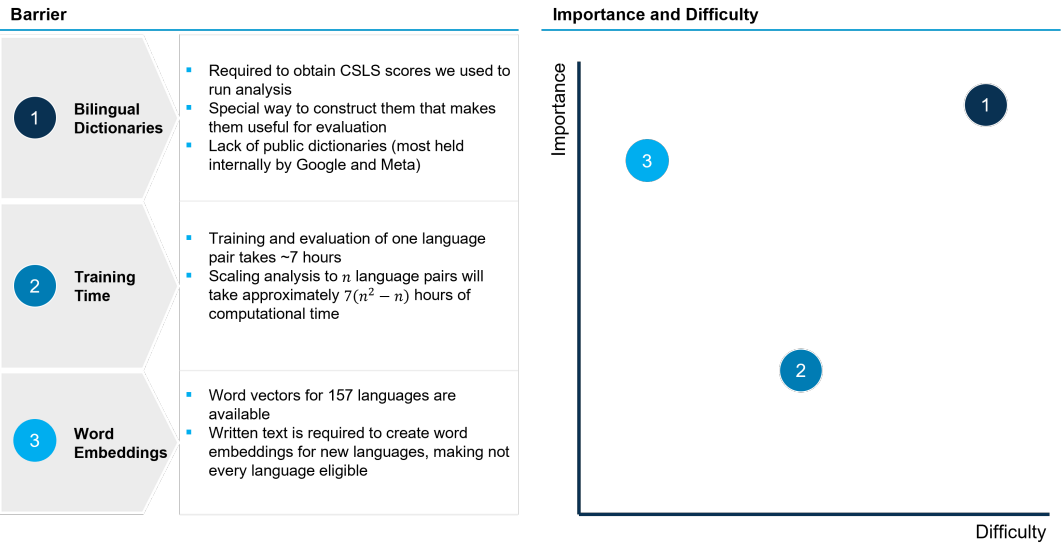 Barrier
1
Bilingual
Dictionaries
Required to obtain CSLS scores we used to
run analysis
Special way to construct them that makes
them useful for evaluation
Lack of public dictionaries (most held
internally by Google and Meta)
2
Training
Time
Training and evaluation of one language
pair takes ~7 hours
Scaling analysis to 𝑛 language pairs will
take approximately 7(𝑛² − 𝑛) hours of
computational time
3
Word
Embeddings
Word vectors for 157 languages are
available
Written text is required to create word
embeddings for new languages, making not
every language eligible
Importance and Difficulty
Importance
1
3
2
Difficulty